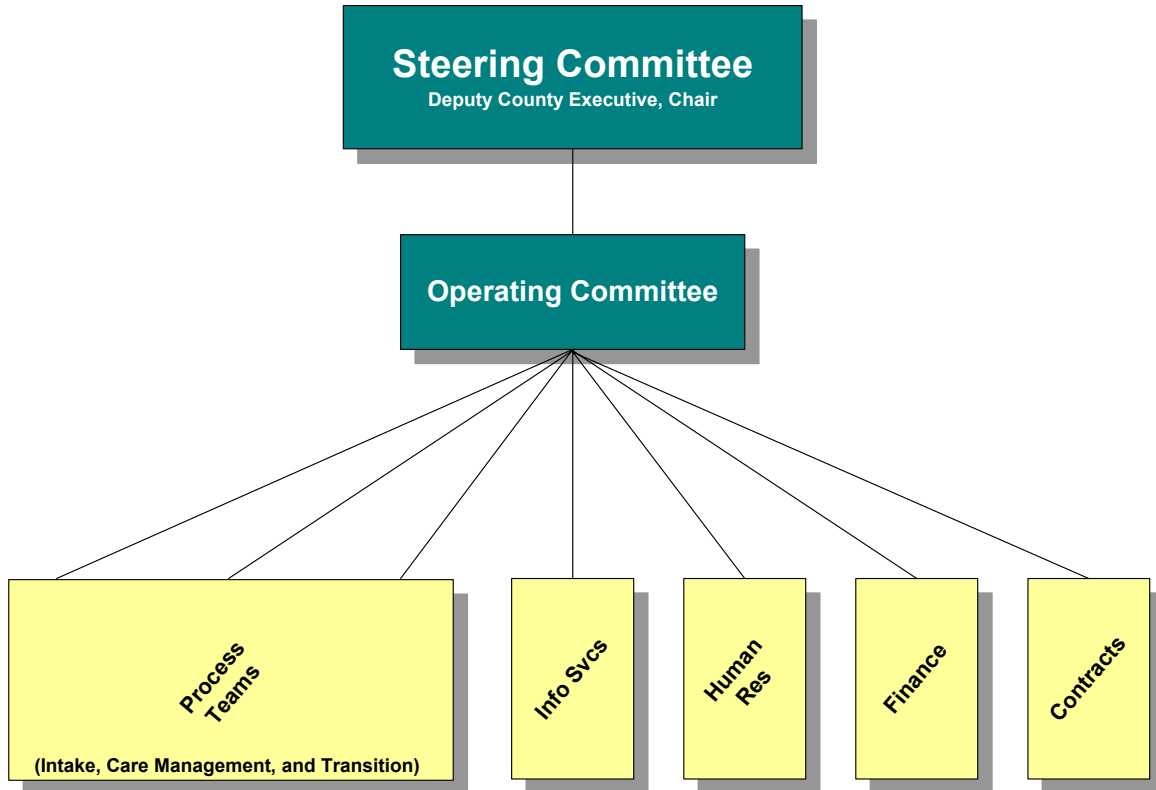 Steering Committee
Deputy County Executive, Chair
Operating Committee
Process
Teams
(Intake, Care Management, and Transition)
Info Svcs
Human
Res
Finance
Contracts